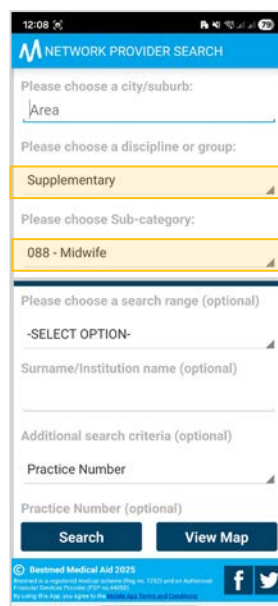 12:08
79
NETWORK PROVIDER SEARCH
Please choose a city/suburb:
Area
Please choose a discipline or group:
Supplementary
Please choose Sub-category:
088 - Midwife
Please choose a search range (optional)
-SELECT OPTION-
Surname/Institution name (optional)
Additional search criteria (optional)
Practice Number
Practice Number (optional)
Search View Map
© Bestmed Medical Aid 2025
Bestmed is a registered medical scheme (Reg no. 1252) and an Authorised
Financial Services Provider (FSP no.44058).
By using this App, you agree to the Mobile App Terms and Conditions